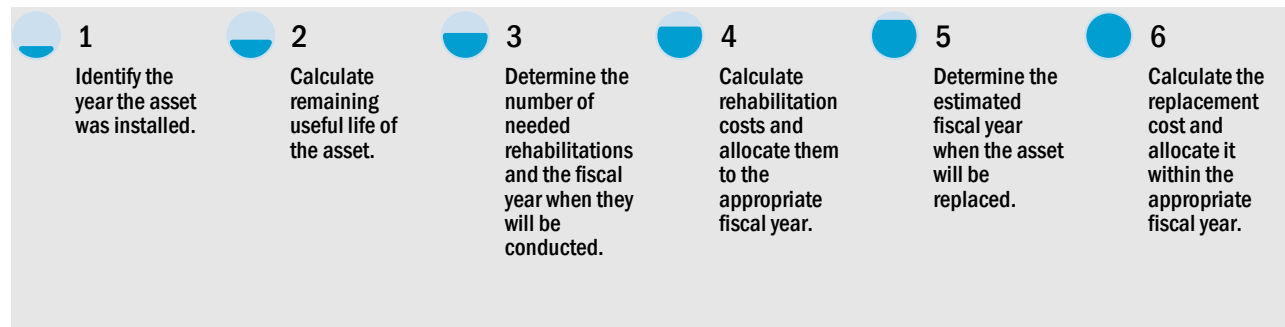 1
Identify the
year the asset
was installed.
2
Calculate
remaining
useful life of
the asset.
3
Determine the
number of
needed
rehabilitations
and the fiscal
year when they
will be
conducted.
4
Calculate
rehabilitation
costs and
allocate them
to the
appropriate
fiscal year.
5
Determine the
estimated
fiscal year
when the asset
will be
replaced.
6
Calculate the
replacement
cost and
allocate it
within the
appropriate
fiscal year.